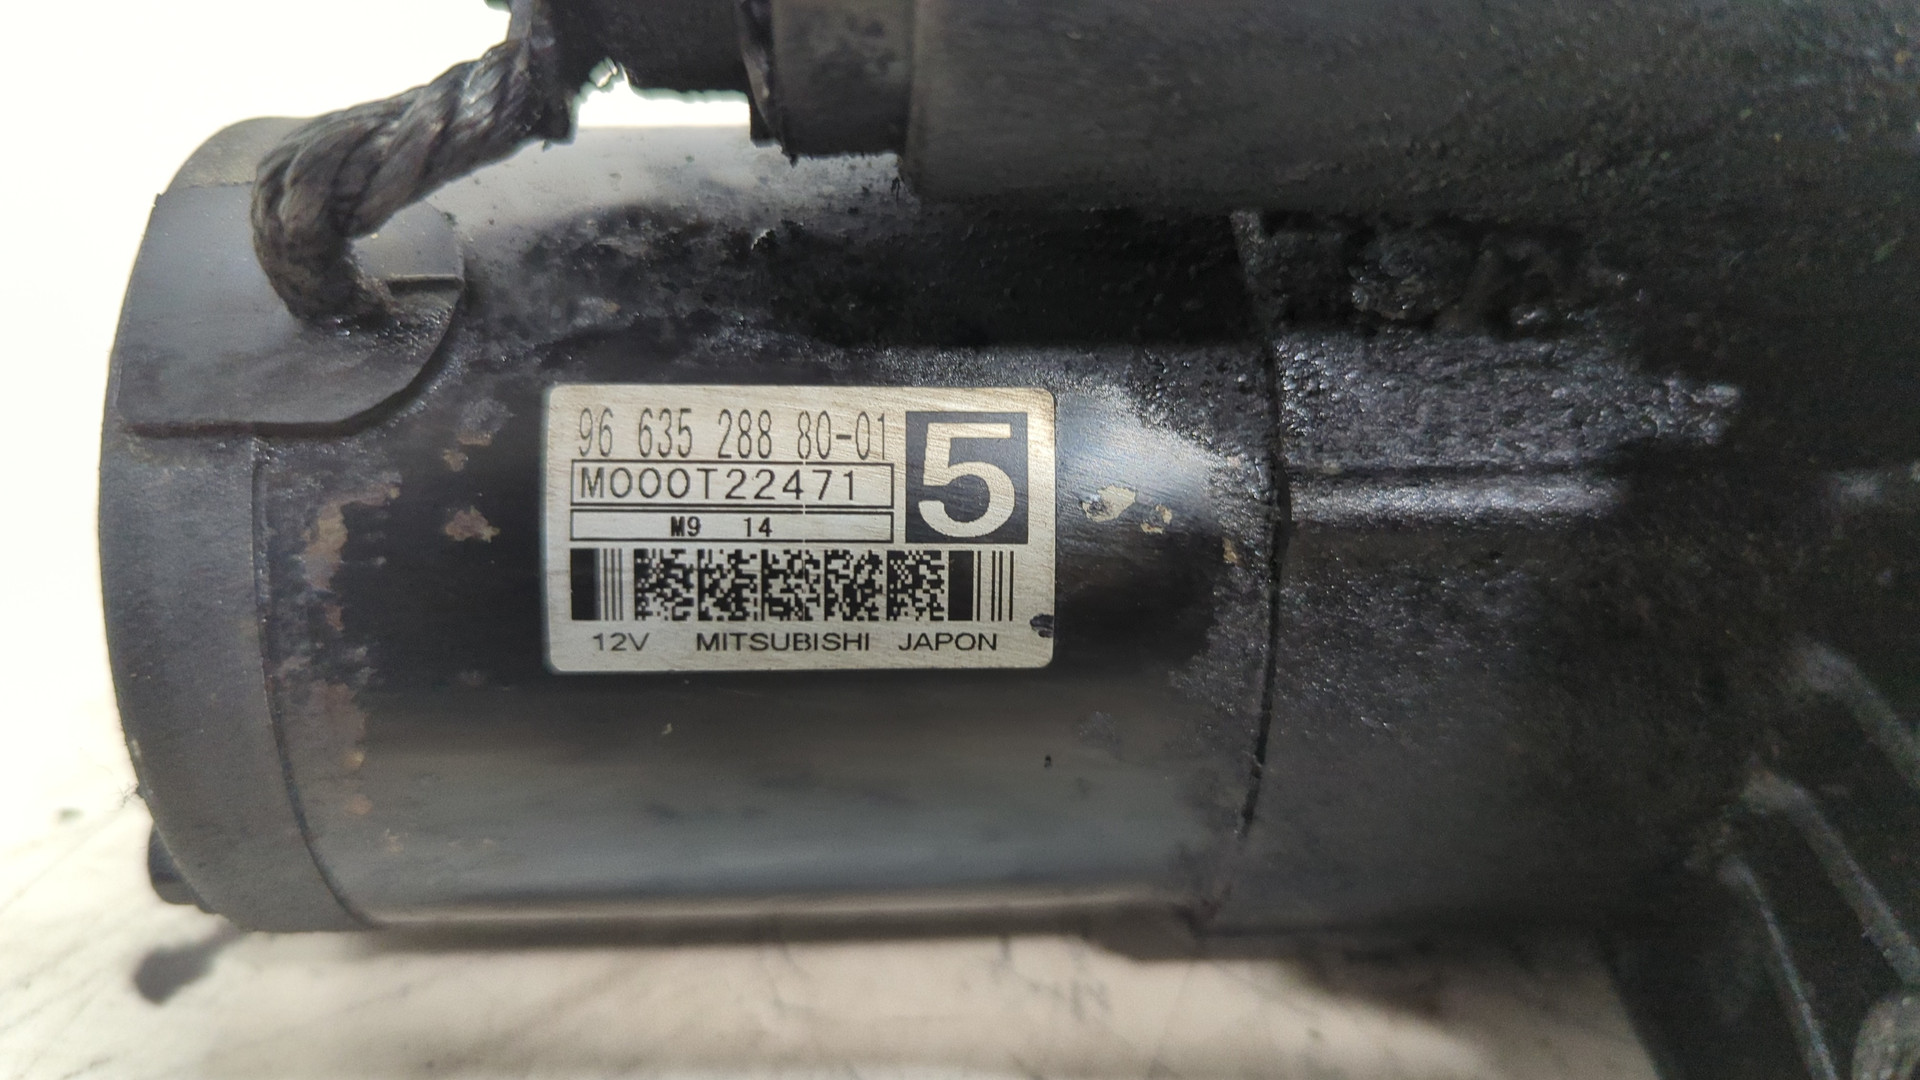 96 635 288 80-01
5
M000T22471
M9 14
12V MITSUBISHI JAPON